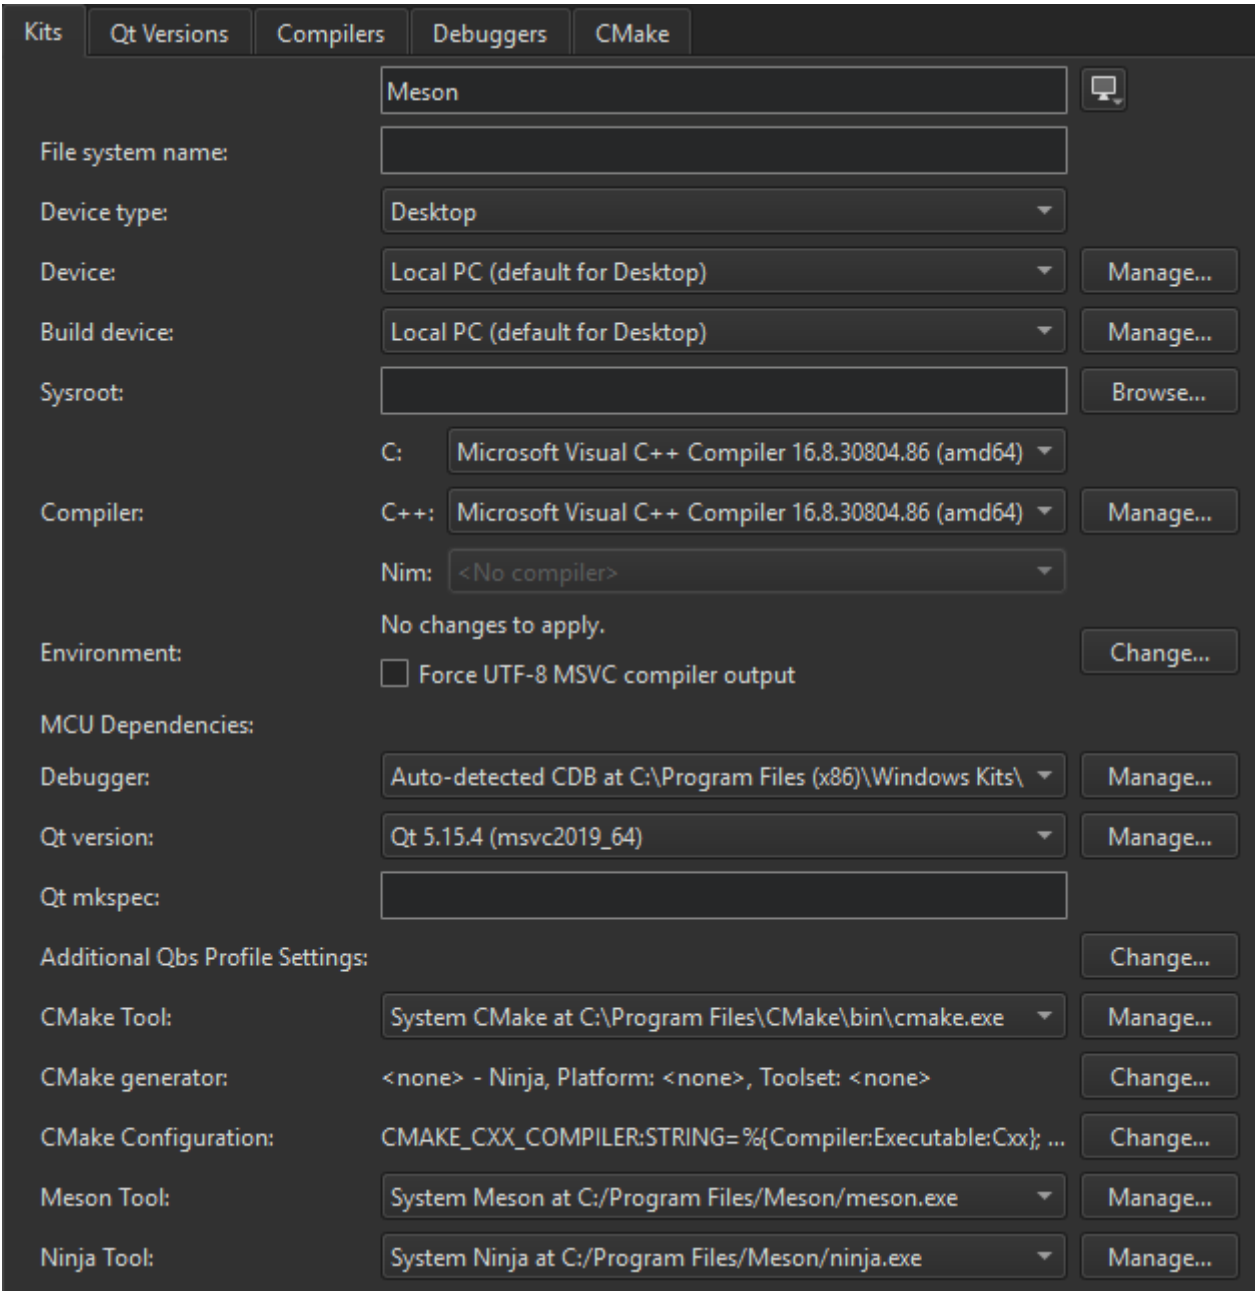 Kits Qt Versions Compilers Debuggers CMake
Meson
File system name:
Device type: Desktop
Device: Local PC (default for Desktop) Manage...
Build device: Local PC (default for Desktop) Manage...
Sysroot: Browse...
C: Microsoft Visual C++ Compiler 16.8.30804.86 (amd64)
Compiler: C++: Microsoft Visual C++ Compiler 16.8.30804.86 (amd64) Manage...
Nim: <No compiler>
No changes to apply.
Environment: Change...
Force UTF-8 MSVC compiler output
MCU Dependencies:
Debugger: Auto-detected CDB at C:\Program Files (x86)\Windows Kits\ Manage...
Qt version: Qt 5.15.4 (msvc2019_64) Manage...
Qt mkspec:
Additional Qbs Profile Settings: Change...
CMake Tool: System CMake at C:\Program Files\CMake\bin\cmake.exe Manage...
CMake generator: <none> - Ninja, Platform: <none>, Toolset: <none> Change...
CMake Configuration: CMAKE_CXX_COMPILER:STRING=%{Compiler:Executable:Cxx}; ... Change...
Meson Tool: System Meson at C:/Program Files/Meson/meson.exe Manage...
Ninja Tool: System Ninja at C:/Program Files/Meson/ninja.exe Manage...